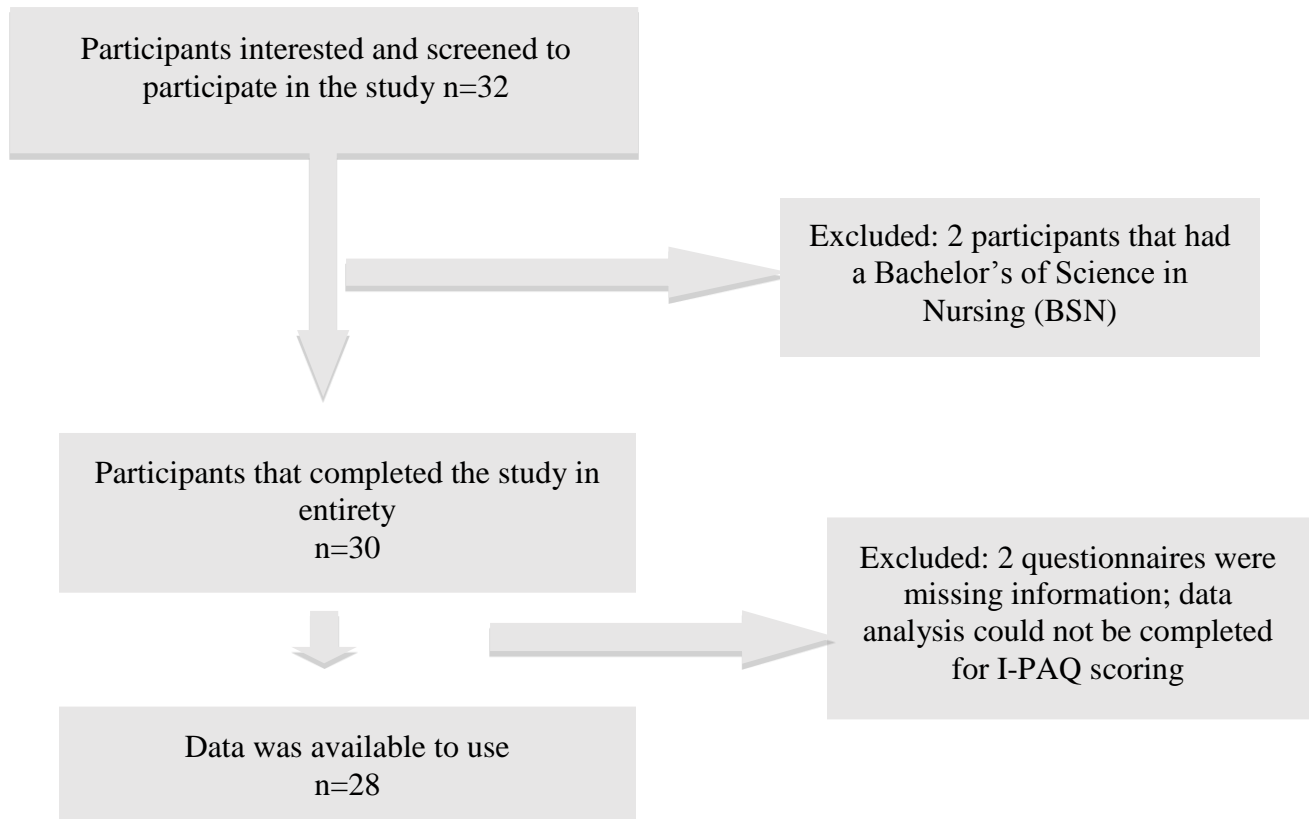 Participants interested and screened to
participate in the study n=32
Excluded: 2 participants that had
a Bachelor’s of Science in
Nursing (BSN)
Participants that completed the study in
entirety
n=30
Excluded: 2 questionnaires were
missing information; data
analysis could not be completed
for I-PAQ scoring
Data was available to use
n=28